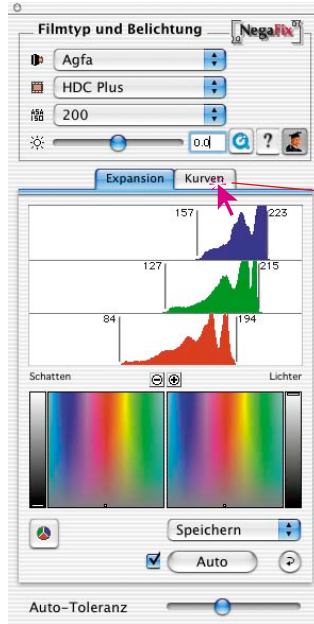 Filmtyp und Belichtung
NegaFix
Agfa
HDC Plus
ASA
ISO
200
0.0
?
Expansion
Kurven
157
223
127
215
84
194
Schatten
Lichter
Speichern
Auto
Auto-Toleranz